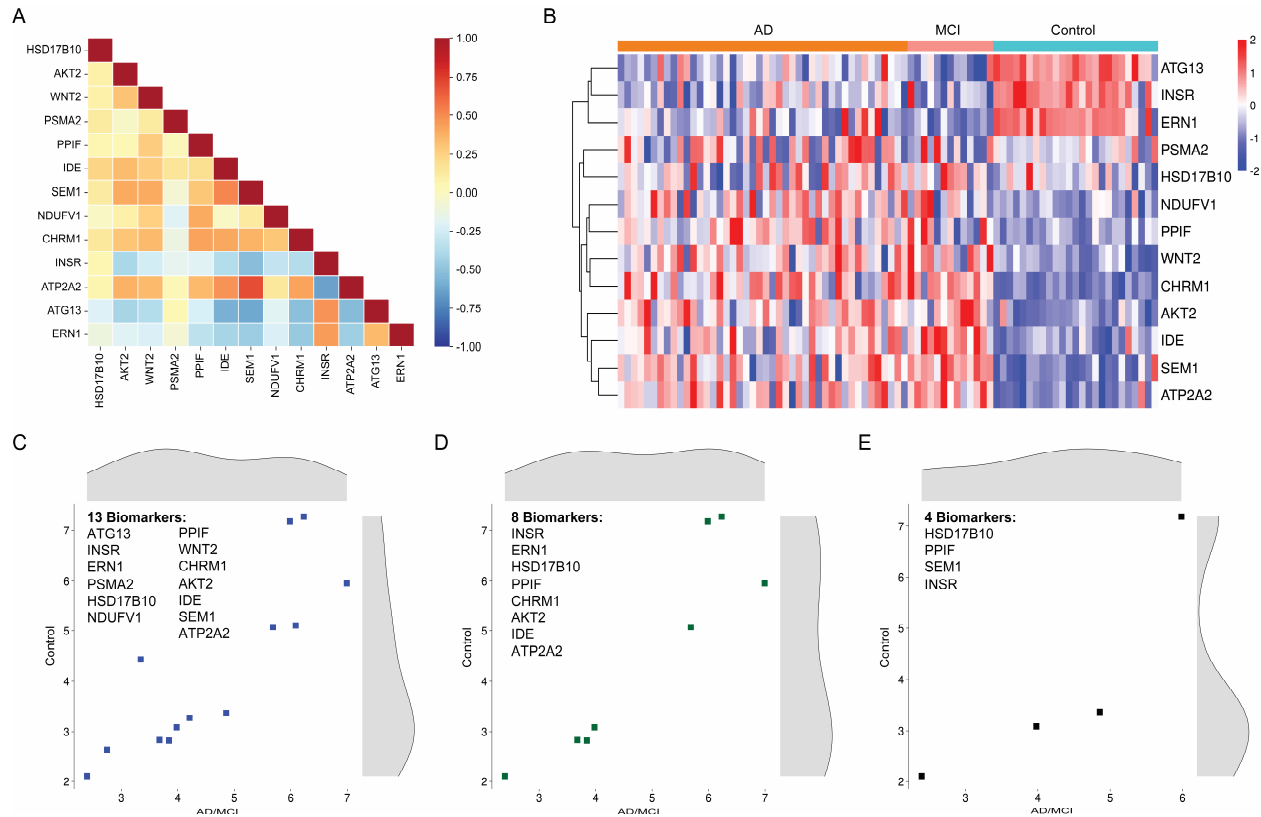 A
HSD17B10
AKT2
WNT2
PSMA2
PPIF
IDE
SEM1
NDUFV1
CHRM1
INSR
ATP2A2
ATG13
ERN1
HSD17B10
AKT2
WNT2
PSMA2
PPIF
IDE
SEM1
NDUFV1
CHRM1
INSR
ATP2A2
ATG13
ERN1
1.00
0.75
0.50
0.25
0.00
-0.25
-0.50
-0.75
-1.00
B
AD MCI Control
ATG13
INSR
ERN1
PSMA2
HSD17B10
NDUFV1
PPIF
WNT2
CHRM1
AKT2
IDE
SEM1
ATP2A2
2
1
0
-1
-2
C
13 Biomarkers:
ATG13 PPIF
INSR WNT2
ERN1 CHRM1
PSMA2 AKT2
HSD17B10 IDE
NDUFV1 SEM1
ATP2A2
Control
7
6
5
4
3
2
3 4 5 6 7
AD/MCI
D
8 Biomarkers:
INSR
ERN1
HSD17B10
PPIF
CHRM1
AKT2
IDE
ATP2A2
Control
7
6
5
4
3
2
3 4 5 6 7
AD/MCI
E
4 Biomarkers:
HSD17B10
PPIF
SEM1
INSR
Control
7
6
5
4
3
2
3 4 5 6
AD/MCI